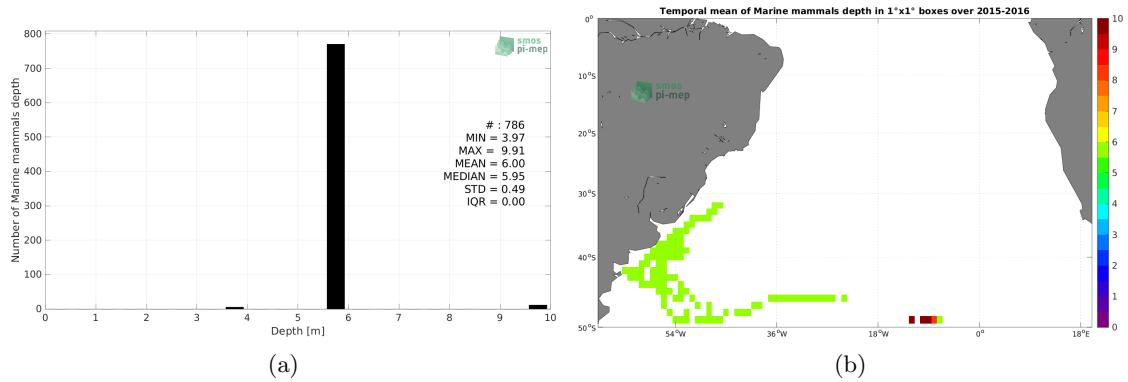 800
700
600
500
400
300
200
100
0
Number of Marine mammals depth
smos
pi-mep
# : 786
MIN = 3.97
MAX = 9.91
MEAN = 6.00
MEDIAN = 5.95
STD = 0.49
IQR = 0.00
0 1 2 3 4 5 6 7 8 9 10
Depth [m]
(a)
Temporal mean of Marine mammals depth in 1°x1° boxes over 2015-2016
0°
10°S
20°S
30°S
40°S
50°S
smos
pi-mep
54°W 36°W 18°W 0° 18°E
10
9
8
7
6
5
4
3
2
1
0
(b)